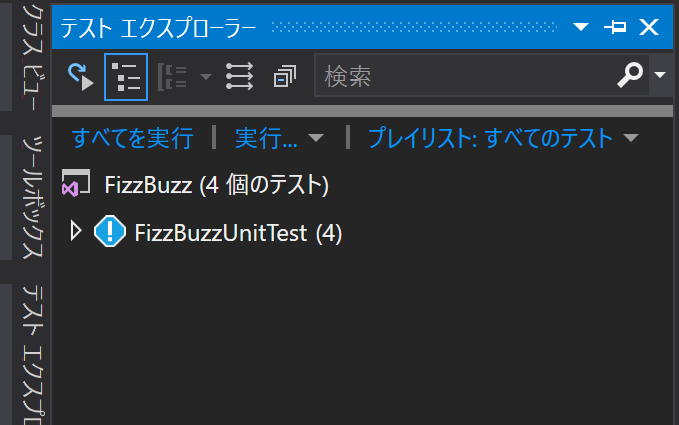 テスト エクスプローラー
検索
すべてを実行 | 実行... | プレイリスト: すべてのテスト
FizzBuzz (4 個のテスト)
FizzBuzzUnitTest (4)
クラス ビュー
ツールボックス
テスト エクスプロ